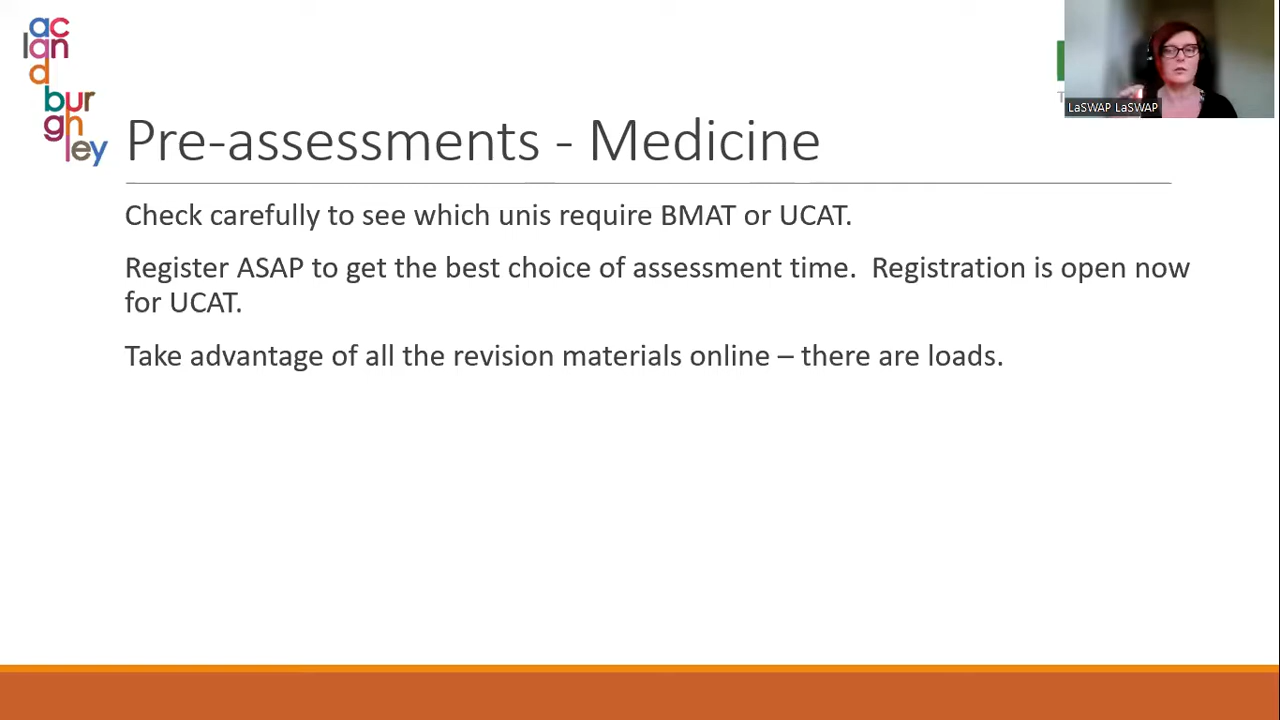 ac
lan
d
bur
gh
ley
LaSWAP LaSWAP
Pre-assessments - Medicine
Check carefully to see which unis require BMAT or UCAT.
Register ASAP to get the best choice of assessment time.  Registration is open now
for UCAT.
Take advantage of all the revision materials online – there are loads.